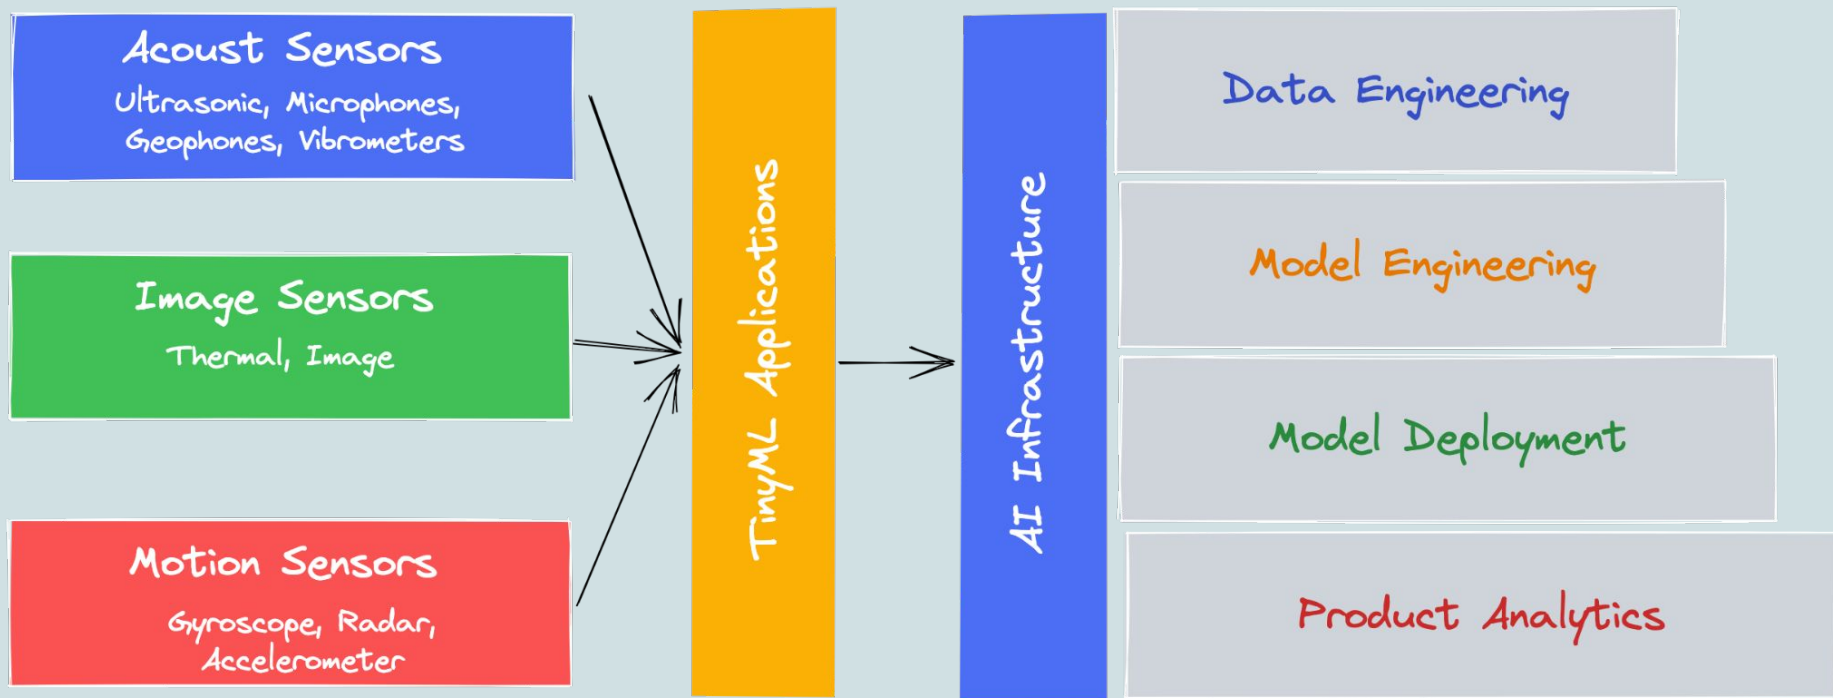 Acoust Sensors
Ultrasonic, Microphones,
Geophones, Vibrometers
Image Sensors
Thermal, Image
Motion Sensors
Gyroscope, Radar,
Accelerometer
TinyML Applications
AI Infrastructure
Data Engineering
Model Engineering
Model Deployment
Product Analytics